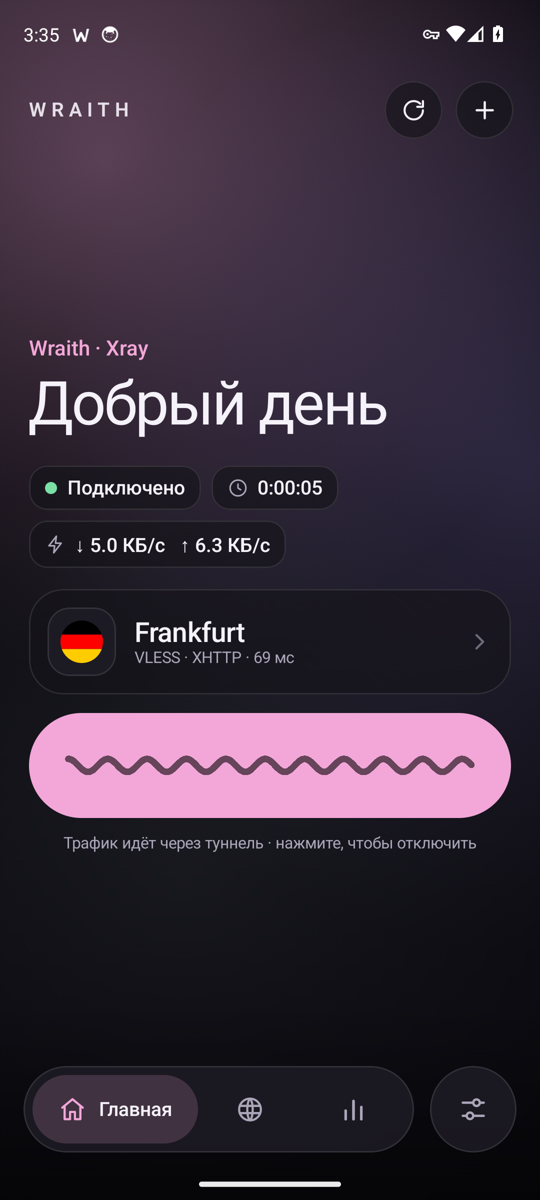 3:35
WRAITH
Wraith · Xray
Добрый день
Подключено 0:00:05
↓ 5.0 КБ/с ↑ 6.3 КБ/с
Frankfurt
VLESS · XHTTP · 69 мс
Трафик идёт через туннель · нажмите, чтобы отключить
Главная